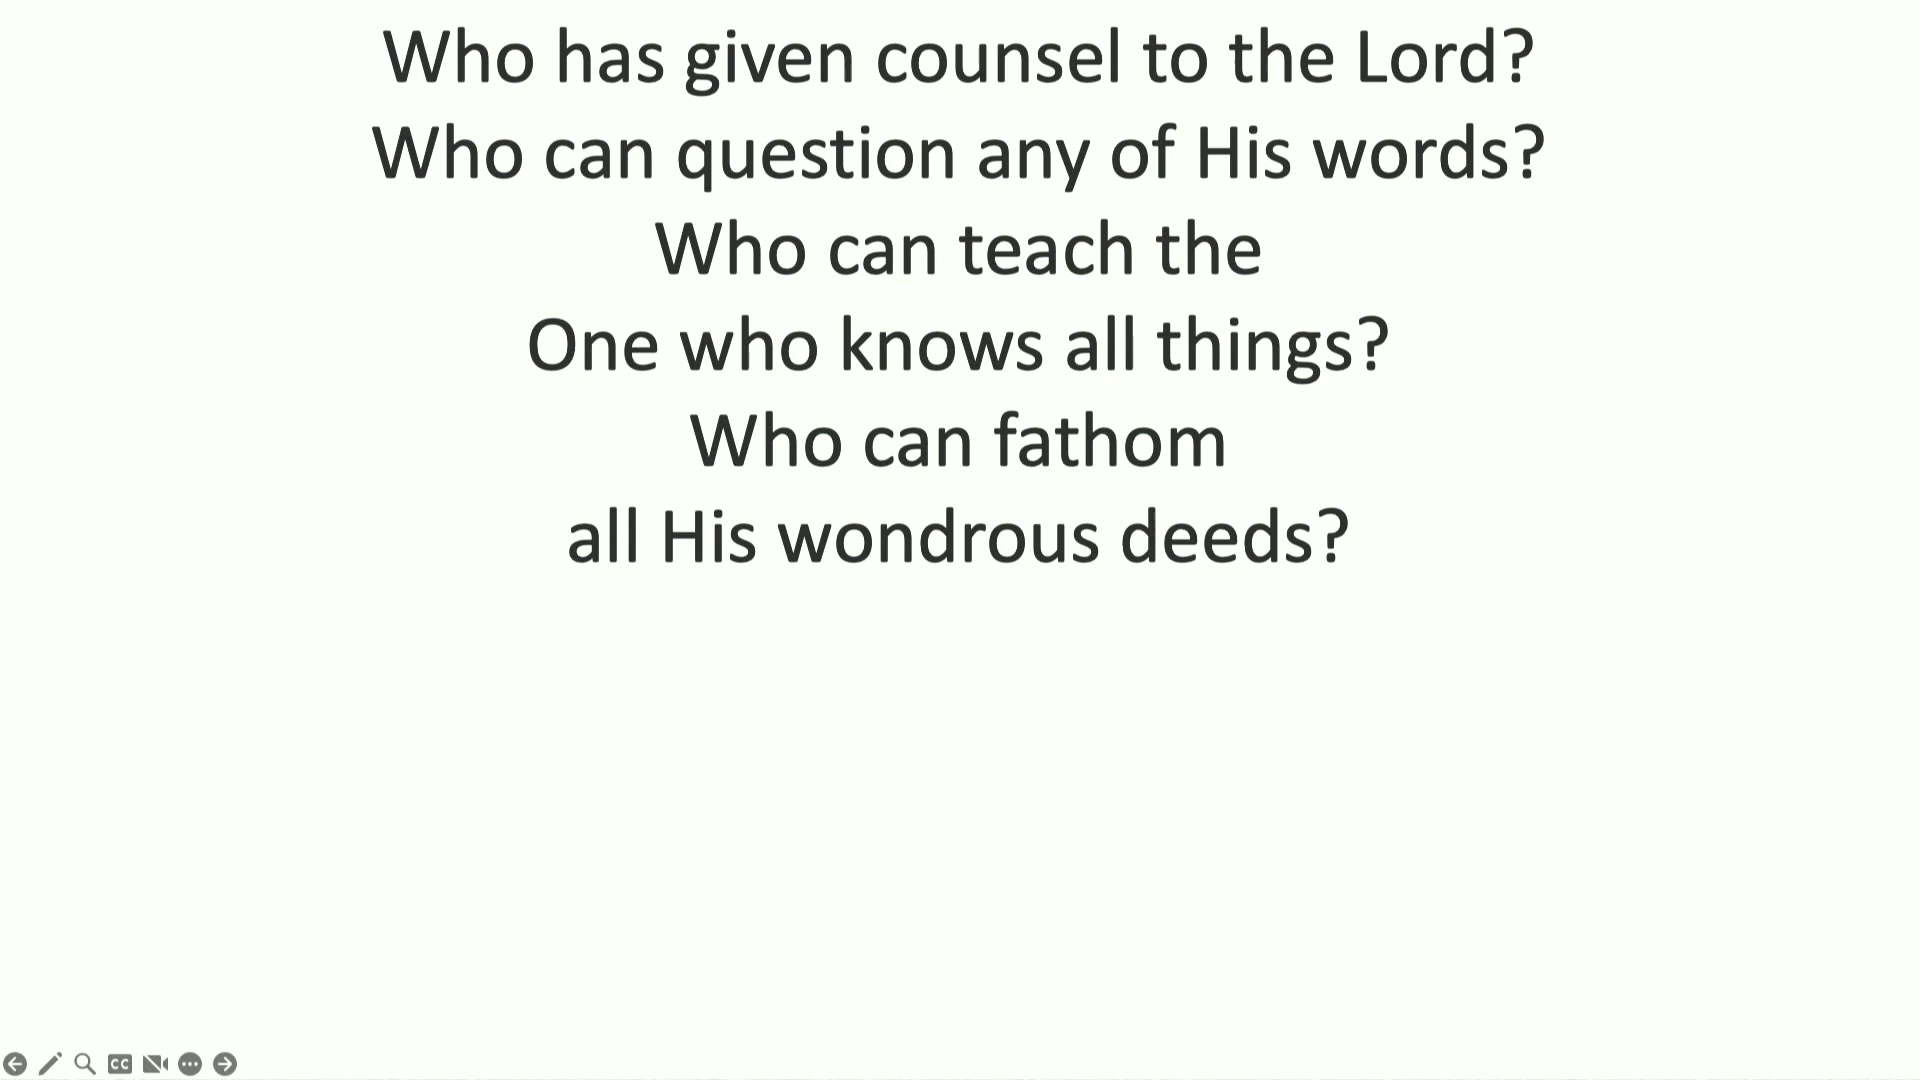 Who has given counsel to the Lord?
Who can question any of His words?
Who can teach the
One who knows all things?
Who can fathom
all His wondrous deeds?
CC